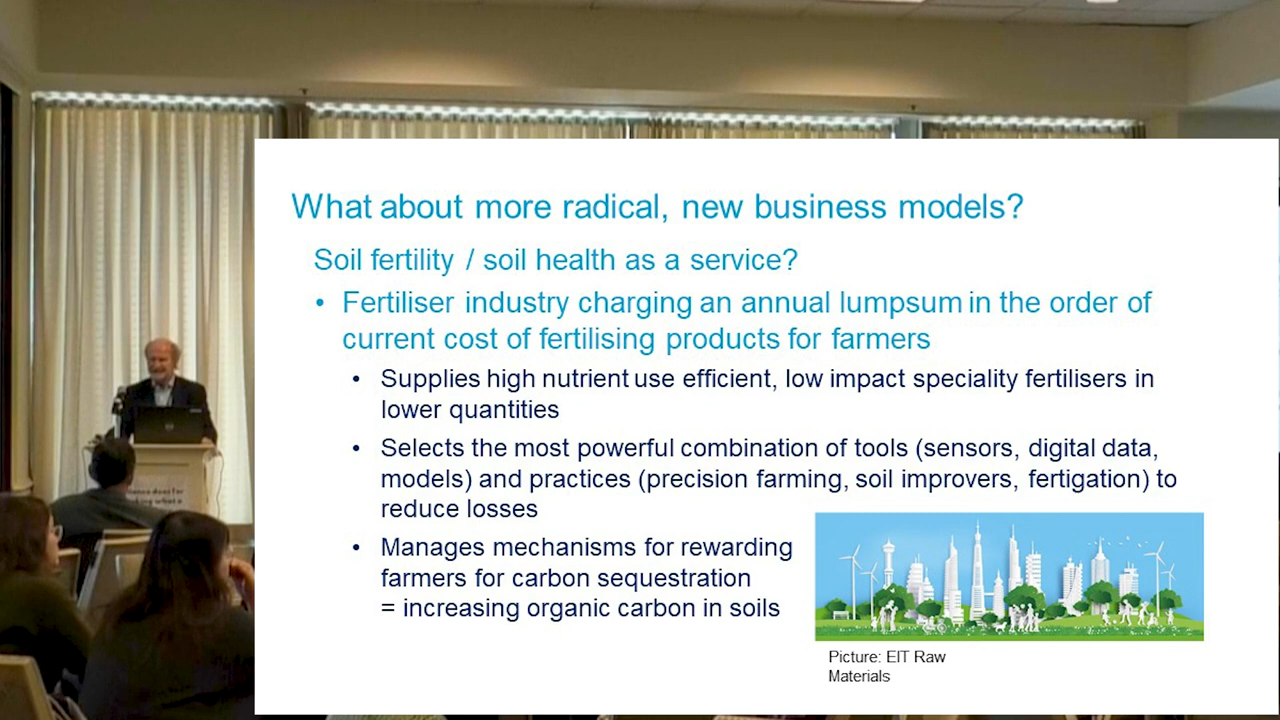 What about more radical, new business models?
Soil fertility / soil health as a service?
• Fertiliser industry charging an annual lumpsum in the order of
current cost of fertilising products for farmers
• Supplies high nutrient use efficient, low impact speciality fertilisers in
lower quantities
• Selects the most powerful combination of tools (sensors, digital data,
models) and practices (precision farming, soil improvers, fertigation) to
reduce losses
• Manages mechanisms for rewarding
farmers for carbon sequestration
= increasing organic carbon in soils
Picture: EIT Raw
Materials